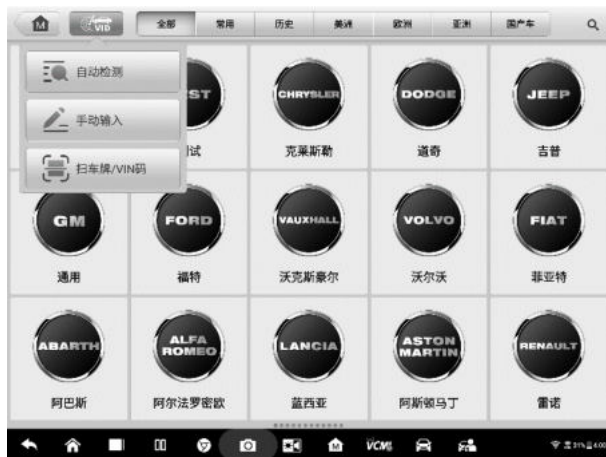 M VID 全部 常用 历史 美洲 欧洲 亚洲 国产车
自动检测
手动输入
扫车牌/VIN码
ST CHRYSLER DODGE JEEP
试 克莱斯勒 道奇 吉普
GM FORD VAUXHALL VOLVO FIAT
通用 福特 沃克斯豪尔 沃尔沃 菲亚特
ABARTH ALFA ROMEO LANCIA ASTON MARTIN RENAULT
阿巴斯 阿尔法罗密欧 蓝西亚 阿斯顿马丁 雷诺
M VCMI